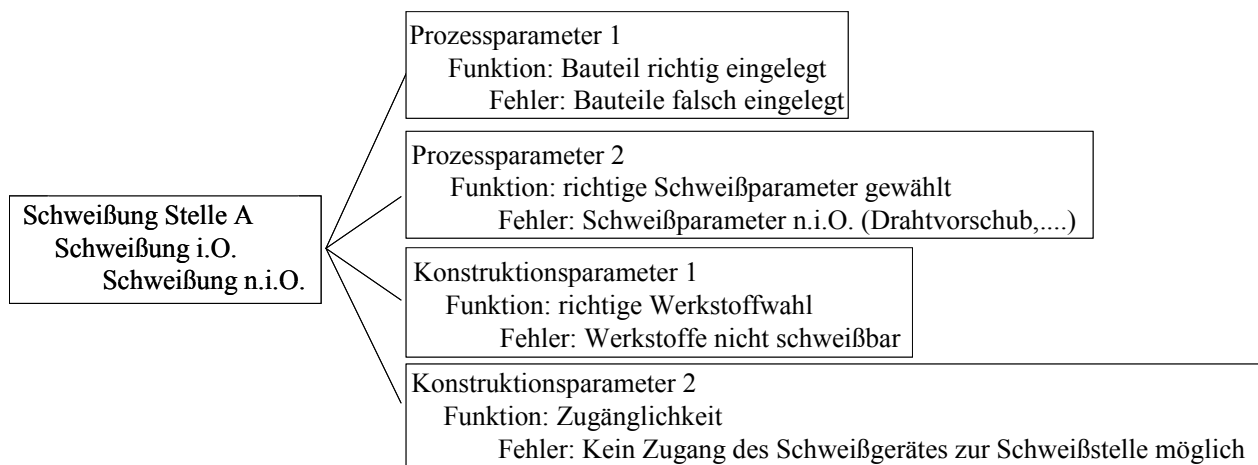 Prozessparameter 1
Funktion: Bauteil richtig eingelegt
Fehler: Bauteile falsch eingelegt
Prozessparameter 2
Funktion: richtige Schweißparameter gewählt
Fehler: Schweißparameter n.i.O. (Drahtvorschub,....)
Schweißung Stelle A
Schweißung i.O.
Schweißung n.i.O.
Konstruktionsparameter 1
Funktion: richtige Werkstoffwahl
Fehler: Werkstoffe nicht schweißbar
Konstruktionsparameter 2
Funktion: Zugänglichkeit
Fehler: Kein Zugang des Schweißgerätes zur Schweißstelle möglich